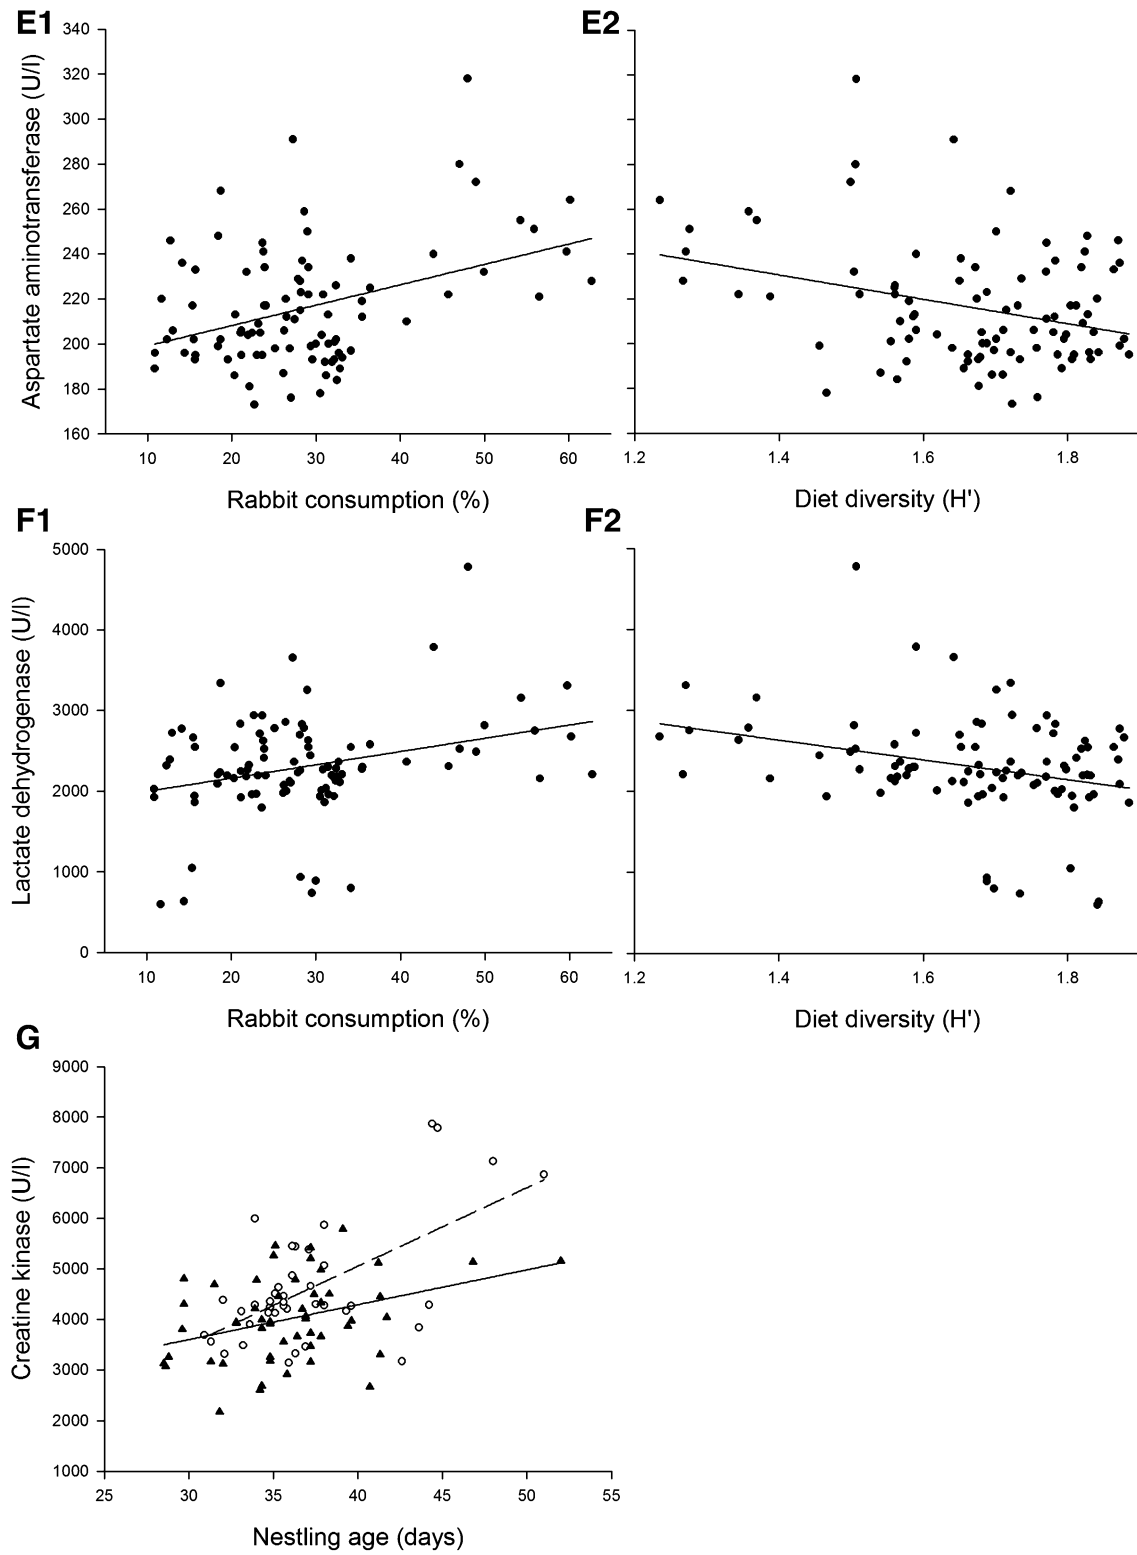 E1
E2
340
320
300
280
260
240
220
200
180
160
Aspartate aminotransferase (U/l)
10 20 30 40 50 60
1.2 1.4 1.6 1.8
Rabbit consumption (%)
Diet diversity (H')
F1
F2
5000
4000
3000
2000
1000
0
Lactate dehydrogenase (U/l)
10 20 30 40 50 60
1.2 1.4 1.6 1.8
Rabbit consumption (%)
Diet diversity (H')
G
9000
8000
7000
6000
5000
4000
3000
2000
1000
Creatine kinase (U/l)
25 30 35 40 45 50 55
Nestling age (days)